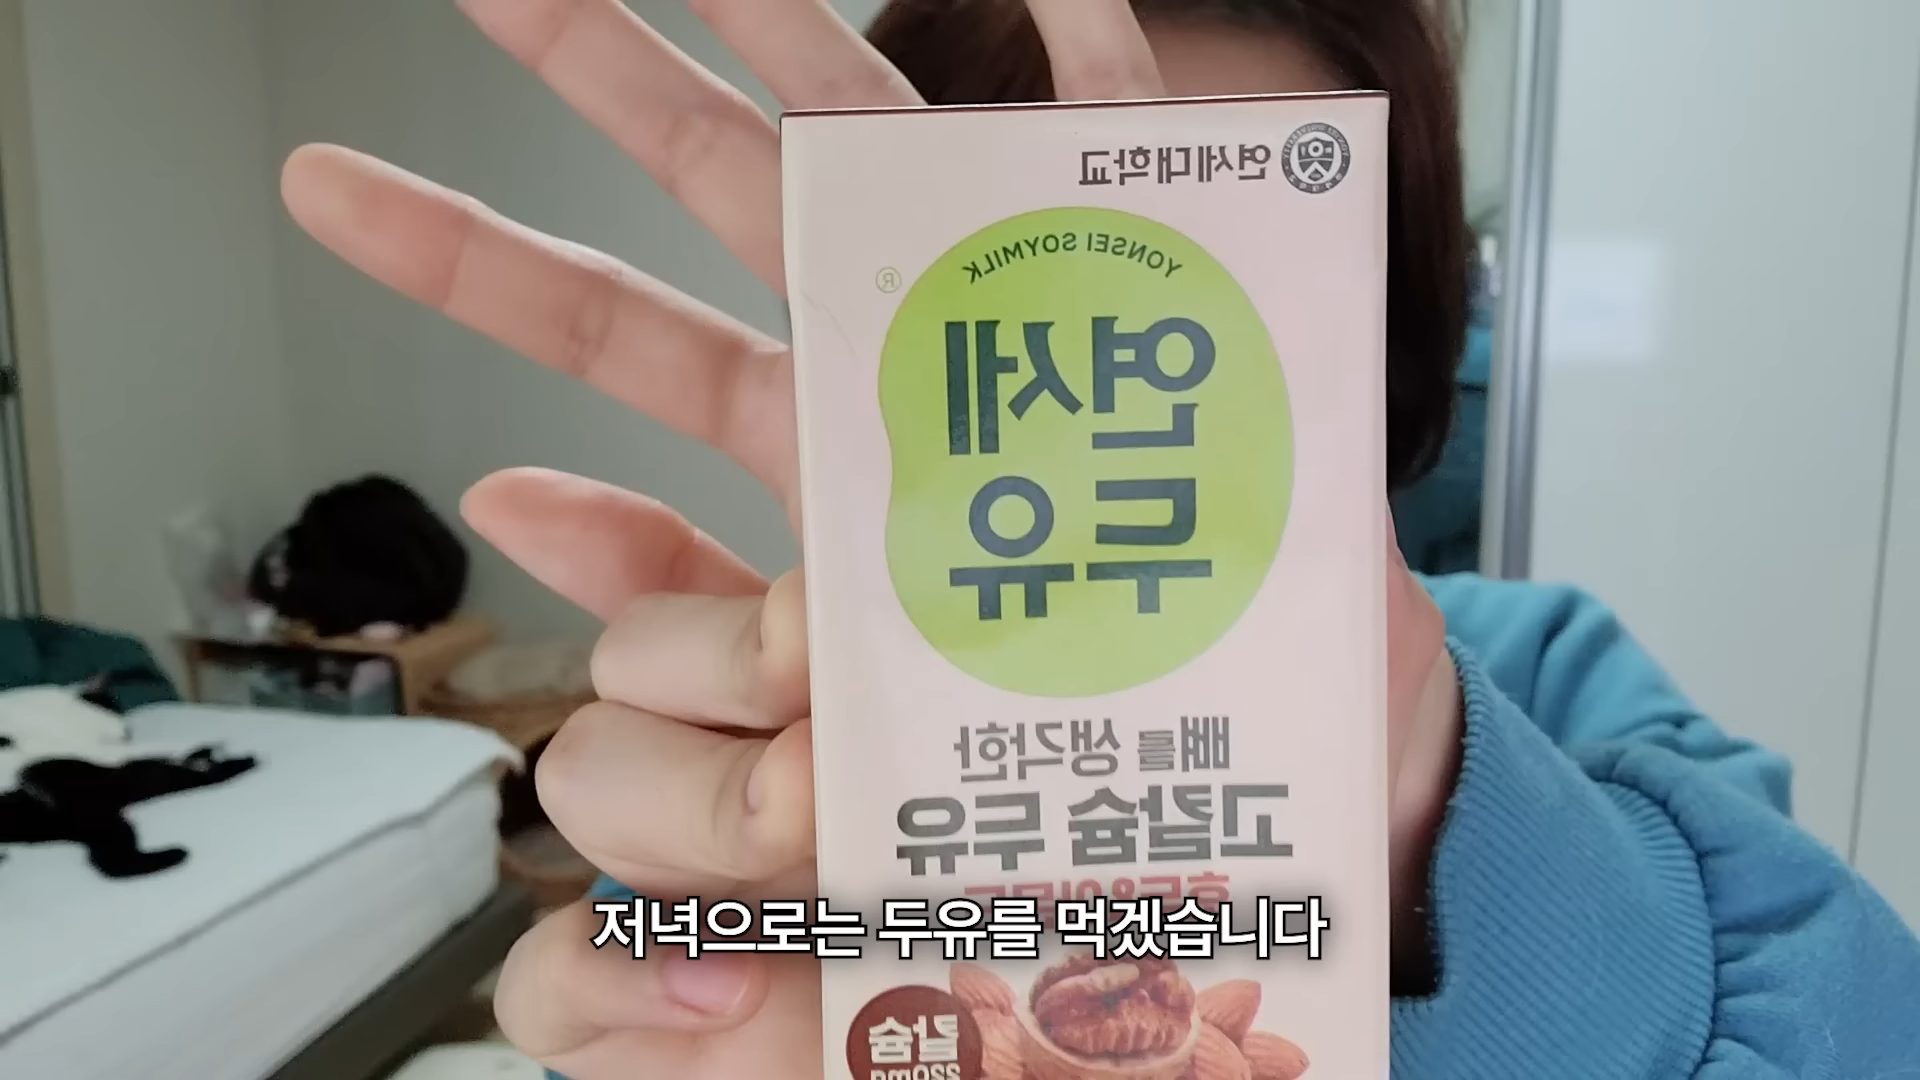 연세대학교
YONSEI SOYMILK
®
연세
두유
뼈를 생각한
고칼슘 두유
저녁으로는 두유를 먹겠습니다
칼슘
220mg